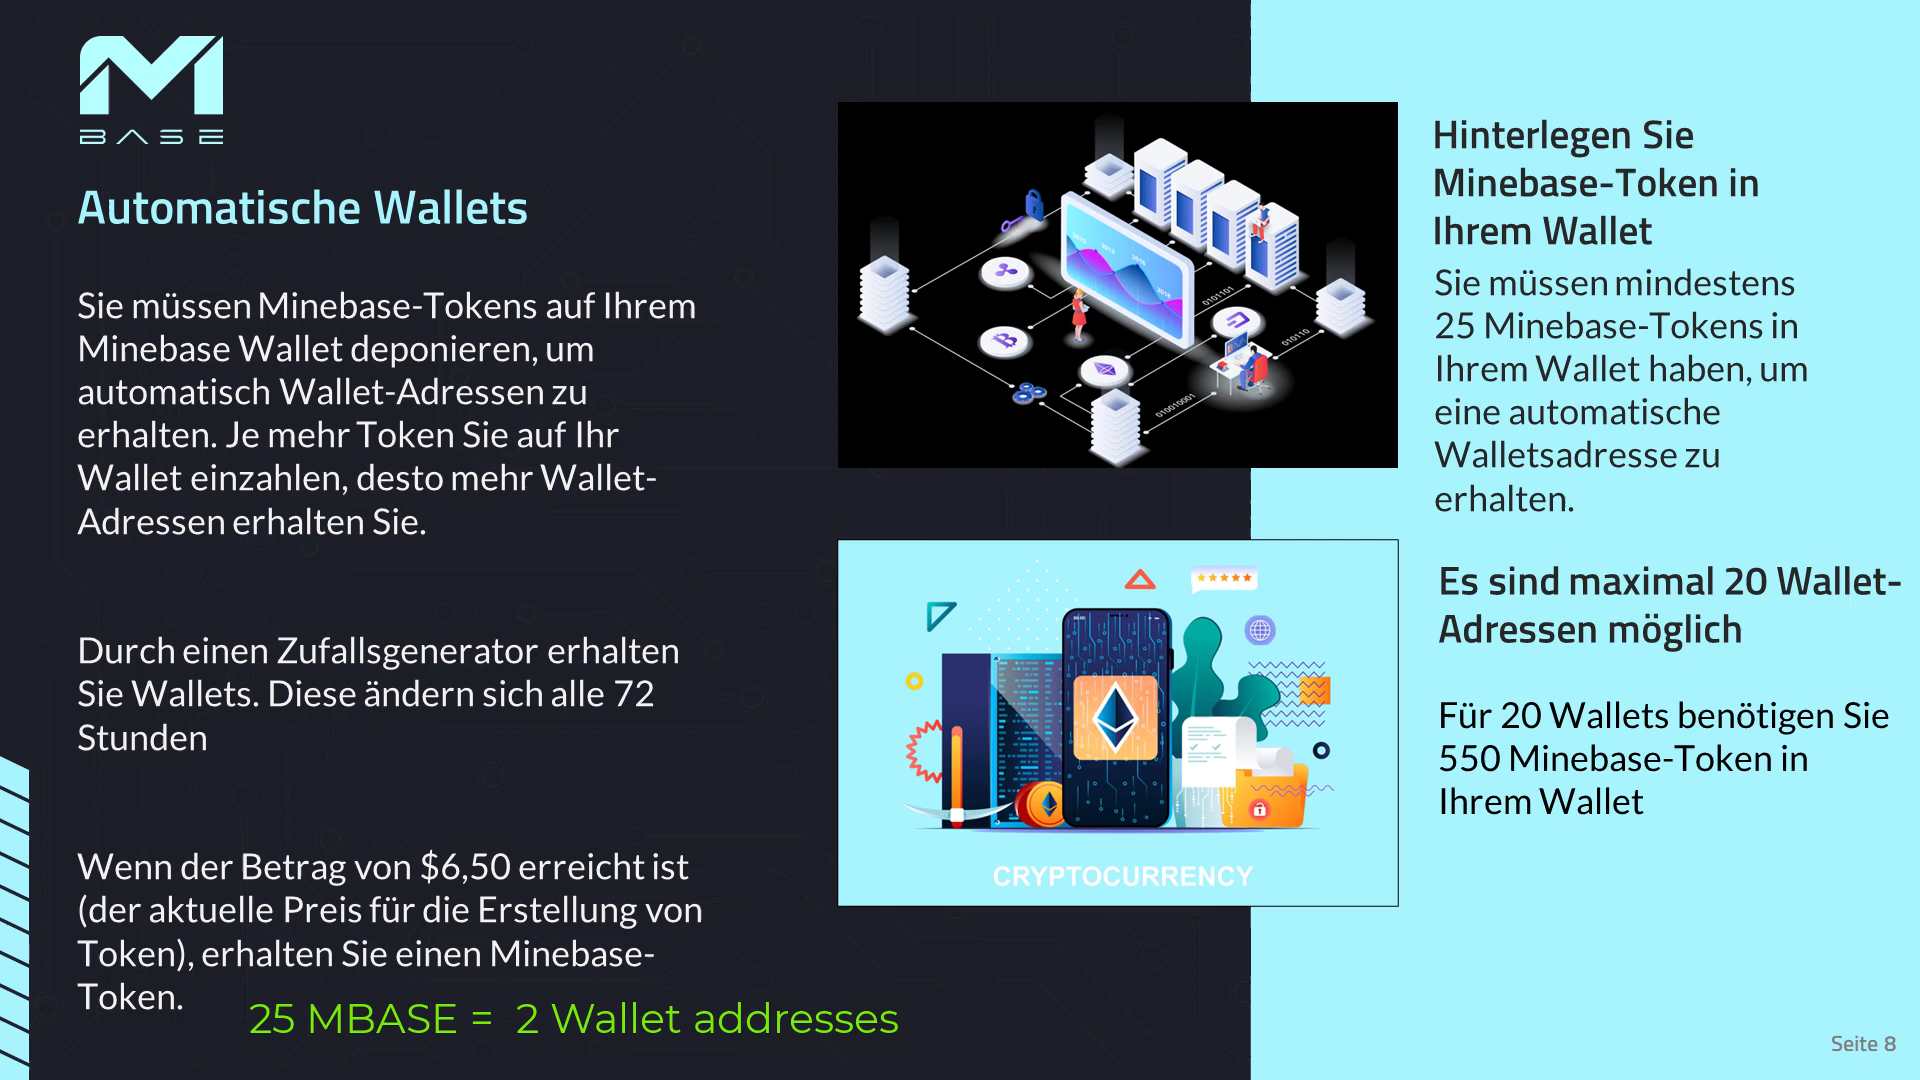 M
BASE
Automatische Wallets
Sie müssen Minebase-Tokens auf Ihrem
Minebase Wallet deponieren, um
automatisch Wallet-Adressen zu
erhalten. Je mehr Token Sie auf Ihr
Wallet einzahlen, desto mehr Wallet-
Adressen erhalten Sie.
Durch einen Zufallsgenerator erhalten
Sie Wallets. Diese ändern sich alle 72
Stunden
Wenn der Betrag von $6,50 erreicht ist
(der aktuelle Preis für die Erstellung von
Token), erhalten Sie einen Minebase-
Token.
25 MBASE = 2 Wallet addresses
0101101
010110
010010001
CRYPTOCURRENCY
Hinterlegen Sie
Minebase-Token in
Ihrem Wallet
Sie müssen mindestens
25 Minebase-Tokens in
Ihrem Wallet haben, um
eine automatische
Walletsadresse zu
erhalten.
Es sind maximal 20 Wallet-
Adressen möglich
Für 20 Wallets benötigen Sie
550 Minebase-Token in
Ihrem Wallet
Seite 8